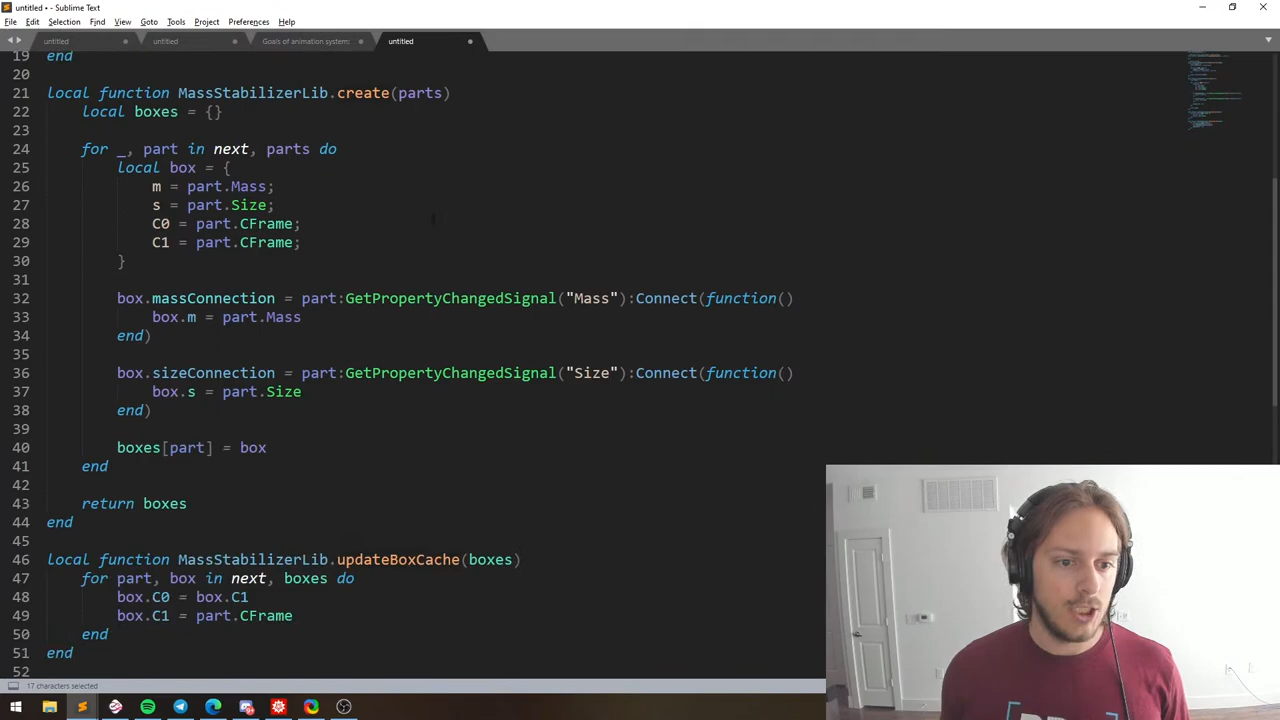 untitled • - Sublime Text
File Edit Selection Find View Goto Tools Project Preferences Help
untitled untitled Goals of animation system: untitled
19 end
20
21 local function MassStabilizerLib.create(parts)
22 local boxes = {}
23
24 for _, part in next, parts do
25 local box = {
26 m = part.Mass;
27 s = part.Size;
28 C0 = part.CFrame;
29 C1 = part.CFrame;
30 }
31
32 box.massConnection = part:GetPropertyChangedSignal("Mass"):Connect(function()
33 box.m = part.Mass
34 end)
35
36 box.sizeConnection = part:GetPropertyChangedSignal("Size"):Connect(function()
37 box.s = part.Size
38 end)
39
40 boxes[part] = box
41 end
42
43 return boxes
44 end
45
46 local function MassStabilizerLib.updateBoxCache(boxes)
47 for part, box in next, boxes do
48 box.C0 = box.C1
49 box.C1 = part.CFrame
50 end
51 end
52
17 characters selected